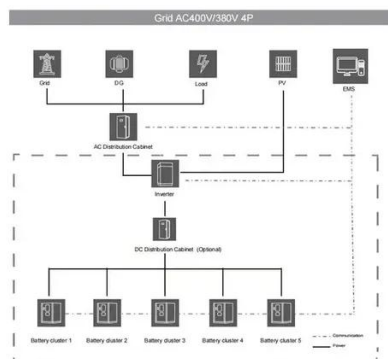 Grid AC400V/380V 4P
Grid DG Load PV EMS
AC Distribution Cabinet
Inverter
DC Distribution Cabinet (Optional)
Battery cluster 1 Battery cluster 2 Battery cluster 3 Battery cluster 4 Battery cluster 5
Communication
Power